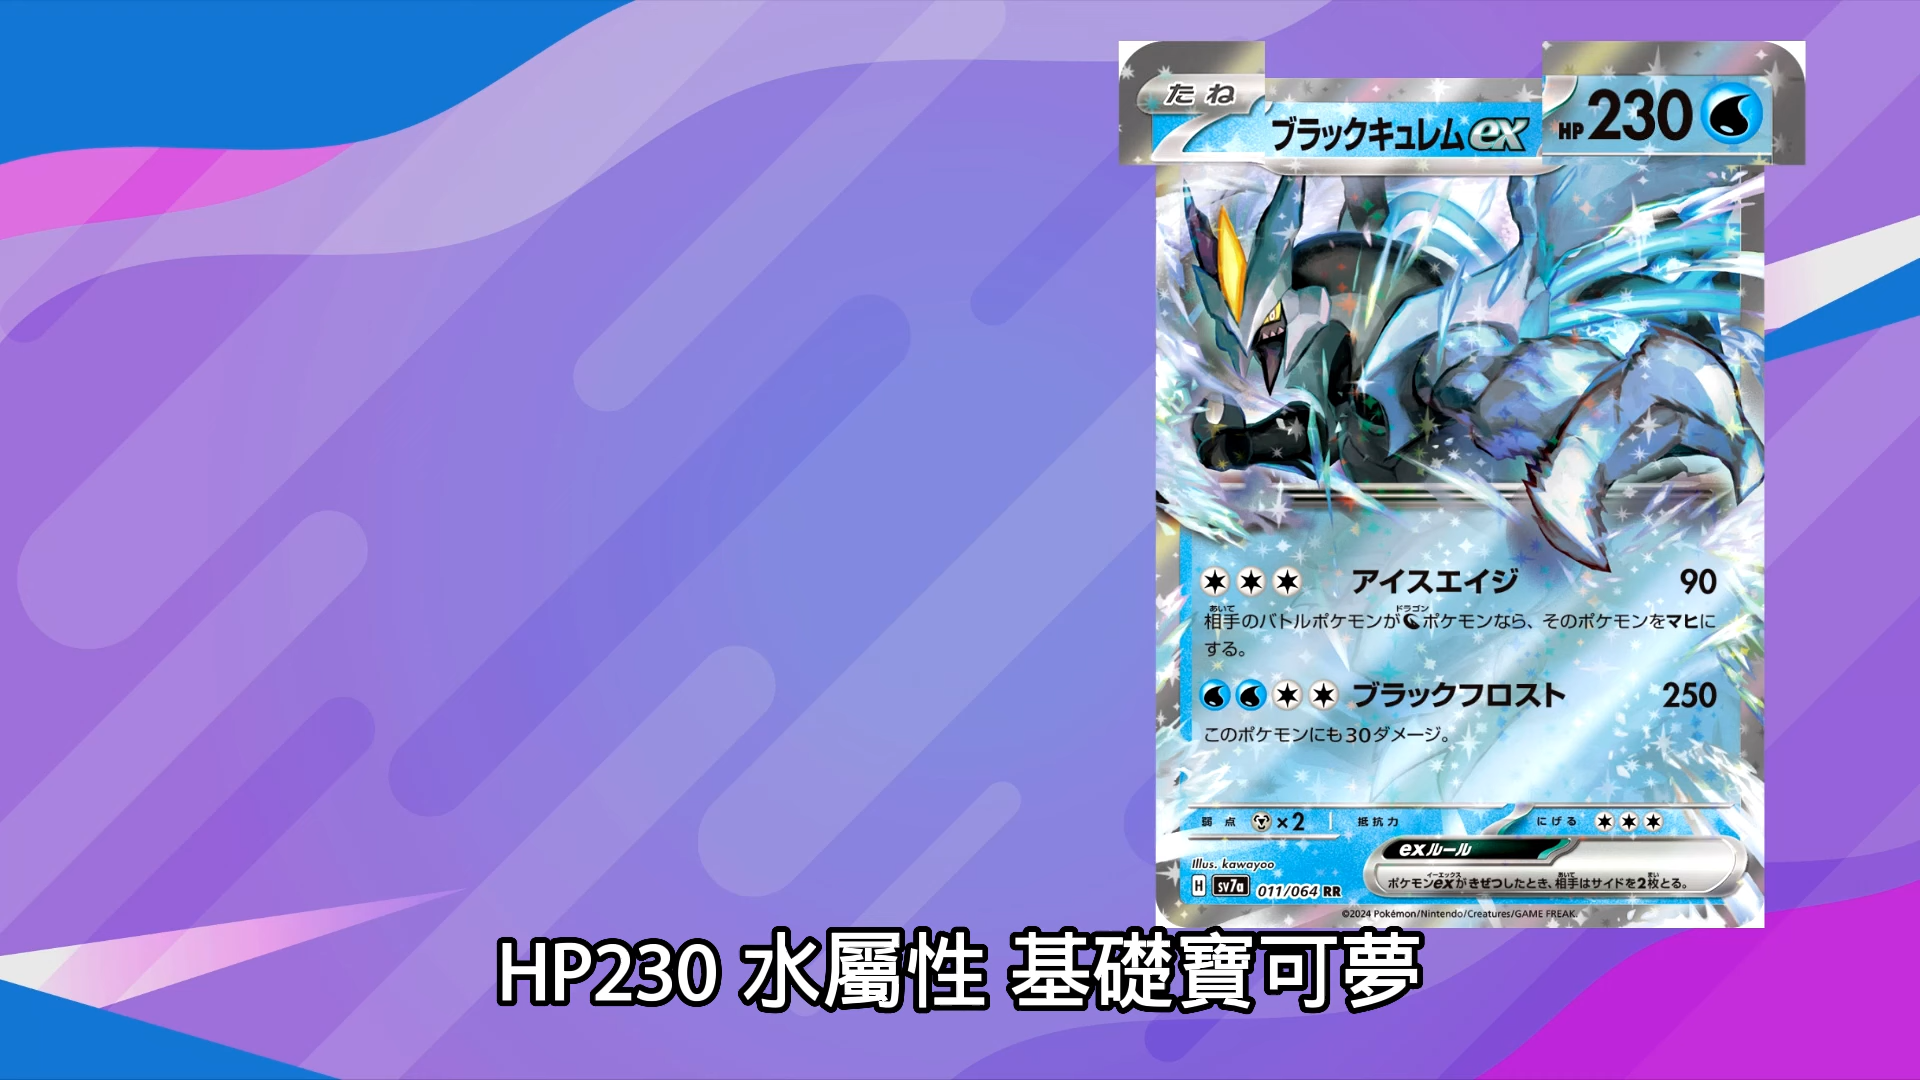 たね
ブラックキュレムex
HP230
アイスエイジ 90
相手のバトルポケモンがポケモンなら、そのポケモンをマヒに
する。
ブラックフロスト 250
このポケモンにも30ダメージ。
弱点 ×2 抵抗力 にげる
Illus. kawayoo
exルール
H sv7a 011/064 RR
ポケモンexがきぜつしたとき、相手はサイドを2枚とる。
©2024 Pokémon/Nintendo/Creatures/GAME FREAK.
HP230 水屬性 基礎寶可夢